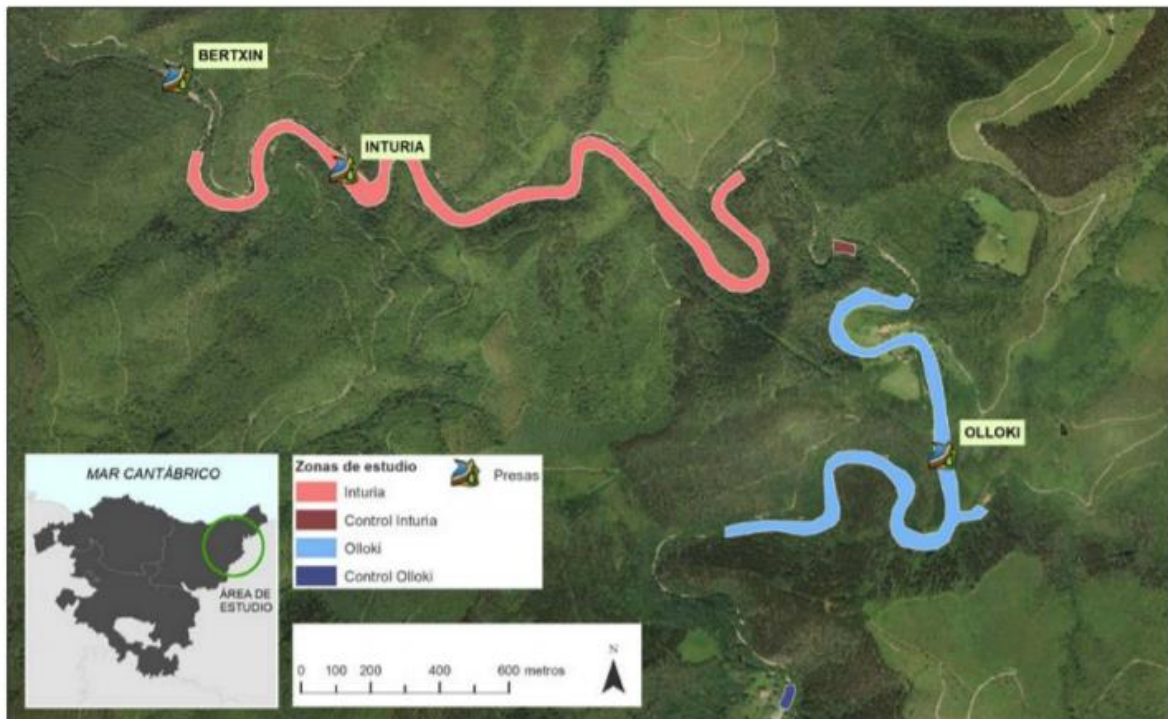 BERTXIN
INTURIA
OLLOKI
MAR CANTÁBRICO
ÁREA DE
ESTUDIO
Zonas de estudio
Inturia
Control Inturia
Olloki
Control Olloki
Presas
N
0 100 200 400 600 metros